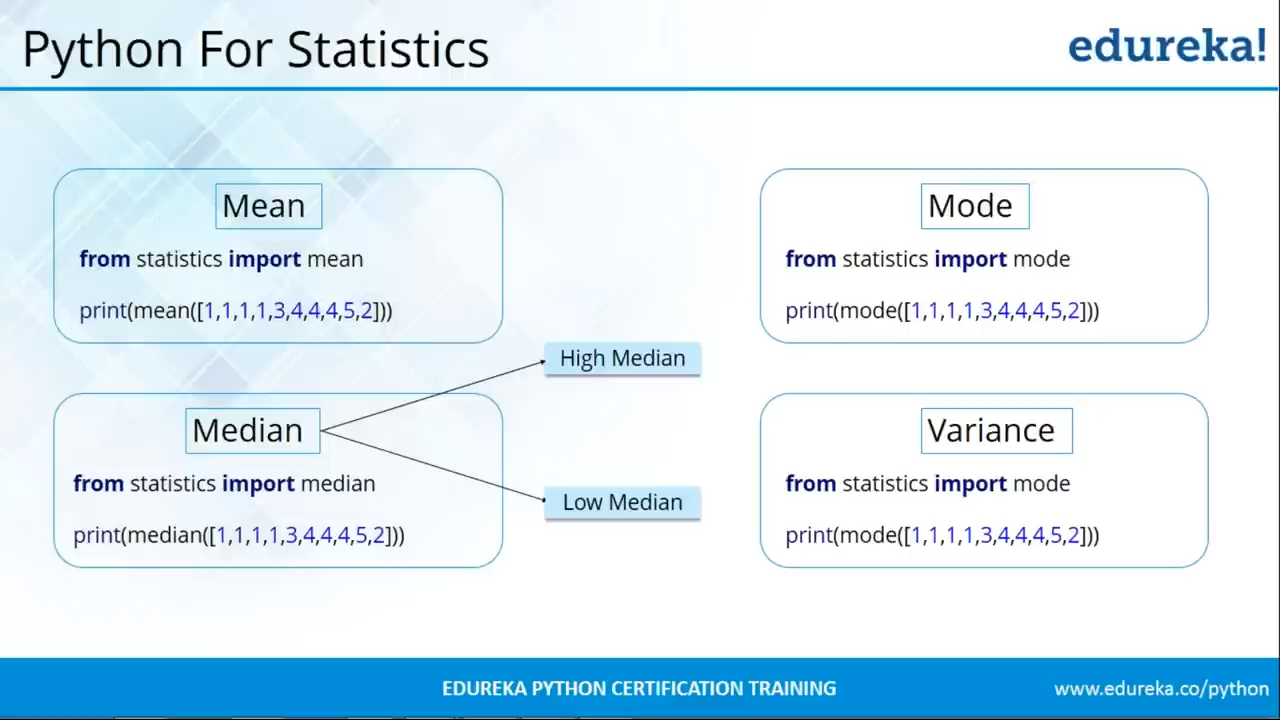 Python For Statistics
edureka!
Mean
from statistics import mean
print(mean([1,1,1,1,3,4,4,4,5,2]))
Mode
from statistics import mode
print(mode([1,1,1,1,3,4,4,4,5,2]))
High Median
Median
from statistics import median
print(median([1,1,1,1,3,4,4,4,5,2]))
Low Median
Variance
from statistics import mode
print(mode([1,1,1,1,3,4,4,4,5,2]))
EDUREKA PYTHON CERTIFICATION TRAINING
www.edureka.co/python